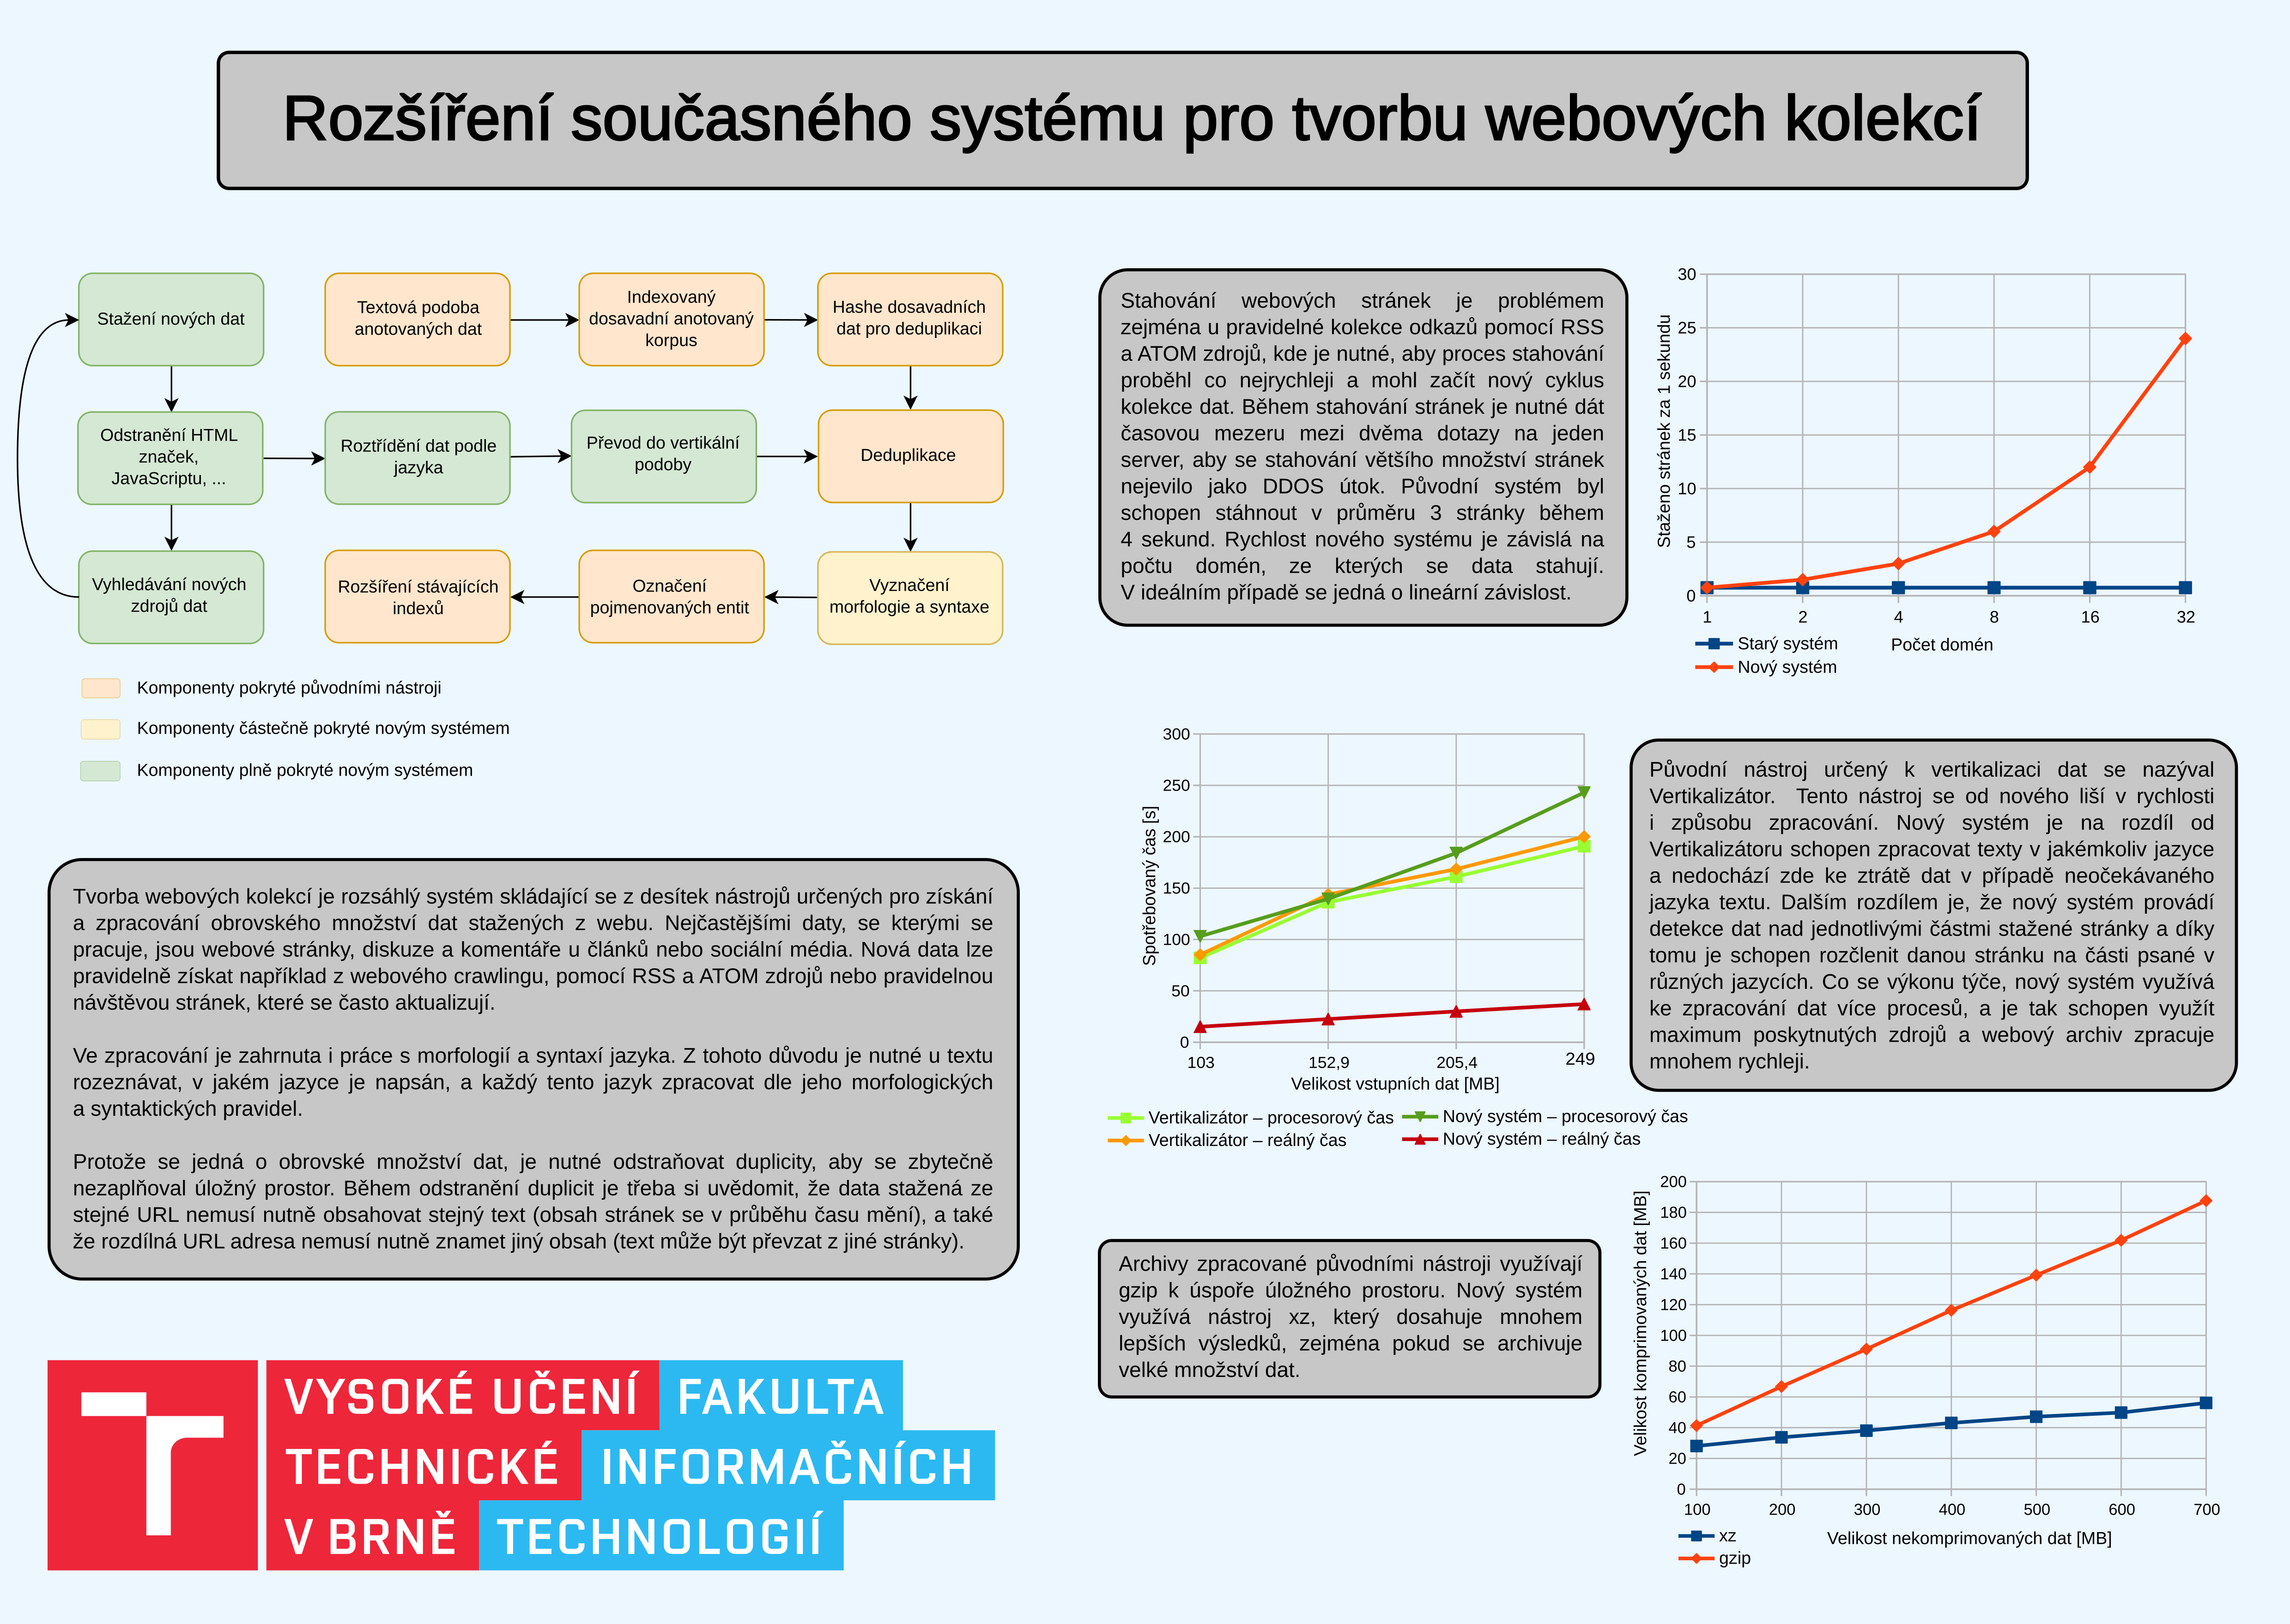 Rozšíření současného systému pro tvorbu webových kolekcí
Stažení nových dat
Textová podoba
anotovaných dat
Indexovaný
dosavadní anotovaný
korpus
Hashe dosavadních
dat pro deduplikaci
Odstranění HTML
značek,
JavaScriptu, ...
Roztřídění dat podle
jazyka
Převod do vertikální
podoby
Deduplikace
Vyhledávání nových
zdrojů dat
Rozšíření stávajících
indexů
Označení
pojmenovaných entit
Vyznačení
morfologie a syntaxe
Komponenty pokryté původními nástroji
Komponenty částečně pokryté novým systémem
Komponenty plně pokryté novým systémem
Tvorba webových kolekcí je rozsáhlý systém skládající se z desítek nástrojů určených pro získání
a zpracování obrovského množství dat stažených z webu. Nejčastějšími daty, se kterými se
pracuje, jsou webové stránky, diskuze a komentáře u článků nebo sociální média. Nová data lze
pravidelně získat například z webového crawlingu, pomocí RSS a ATOM zdrojů nebo pravidelnou
návštěvou stránek, které se často aktualizují.
Ve zpracování je zahrnuta i práce s morfologií a syntaxí jazyka. Z tohoto důvodu je nutné u textu
rozeznávat, v jakém jazyce je napsán, a každý tento jazyk zpracovat dle jeho morfologických
a syntaktických pravidel.
Protože se jedná o obrovské množství dat, je nutné odstraňovat duplicity, aby se zbytečně
nezaplňoval úložný prostor. Během odstranění duplicit je třeba si uvědomit, že data stažená ze
stejné URL nemusí nutně obsahovat stejný text (obsah stránek se v průběhu času mění), a také
že rozdílná URL adresa nemusí nutně znamet jiný obsah (text může být převzat z jiné stránky).
VYSOKÉ UČENÍ FAKULTA
TECHNICKÉ INFORMAČNÍCH
V BRNĚ TECHNOLOGIÍ
Stahování webových stránek je problémem
zejména u pravidelné kolekce odkazů pomocí RSS
a ATOM zdrojů, kde je nutné, aby proces stahování
proběhl co nejrychleji a mohl začít nový cyklus
kolekce dat. Během stahování stránek je nutné dát
časovou mezeru mezi dvěma dotazy na jeden
server, aby se stahování většího množství stránek
nejevilo jako DDOS útok. Původní systém byl
schopen stáhnout v průměru 3 stránky během
4 sekund. Rychlost nového systému je závislá na
počtu domén, ze kterých se data stahují.
V ideálním případě se jedná o lineární závislost.
Staženo stránek za 1 sekundu
30
25
20
15
10
5
0
1 2 4 8 16 32
Počet domén
Starý systém
Nový systém
Spotřebovaný čas [s]
300
250
200
150
100
50
0
103 152,9 205,4 249
Velikost vstupních dat [MB]
Vertikalizátor – procesorový čas Nový systém – procesorový čas
Vertikalizátor – reálný čas Nový systém – reálný čas
Původní nástroj určený k vertikalizaci dat se nazýval
Vertikalizátor. Tento nástroj se od nového liší v rychlosti
i způsobu zpracování. Nový systém je na rozdíl od
Vertikalizátoru schopen zpracovat texty v jakémkoliv jazyce
a nedochází zde ke ztrátě dat v případě neočekávaného
jazyka textu. Dalším rozdílem je, že nový systém provádí
detekce dat nad jednotlivými částmi stažené stránky a díky
tomu je schopen rozčlenit danou stránku na části psané v
různých jazycích. Co se výkonu týče, nový systém využívá
ke zpracování dat více procesů, a je tak schopen využít
maximum poskytnutých zdrojů a webový archiv zpracuje
mnohem rychleji.
Archivy zpracované původními nástroji využívají
gzip k úspoře úložného prostoru. Nový systém
využívá nástroj xz, který dosahuje mnohem
lepších výsledků, zejména pokud se archivuje
velké množství dat.
Velikost komprimovaných dat [MB]
200
180
160
140
120
100
80
60
40
20
0
100 200 300 400 500 600 700
Velikost nekomprimovaných dat [MB]
xz
gzip